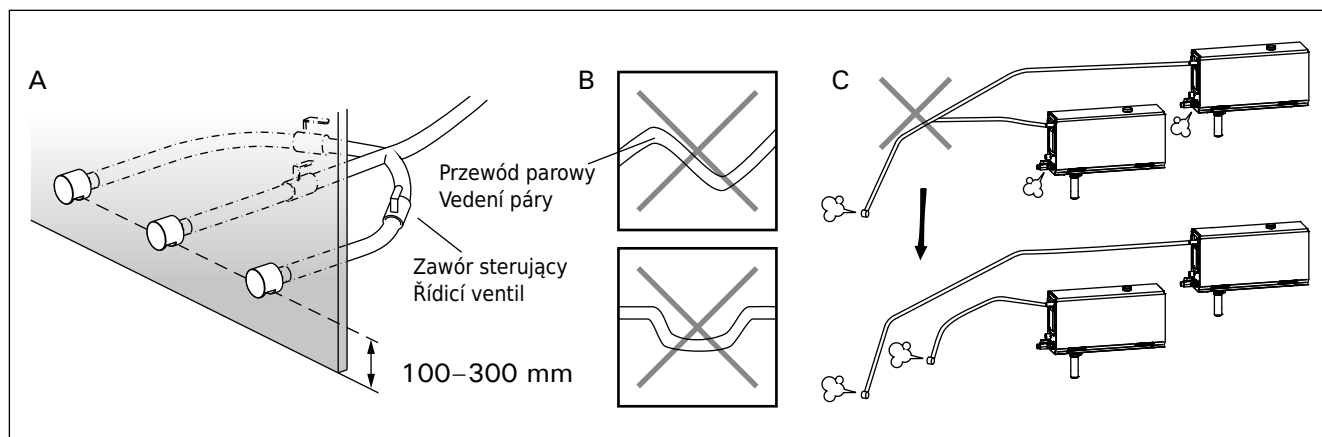 A
B
C
Przewód parowy
Vedení páry
Zawór sterujący
Řídicí ventil
100–300 mm